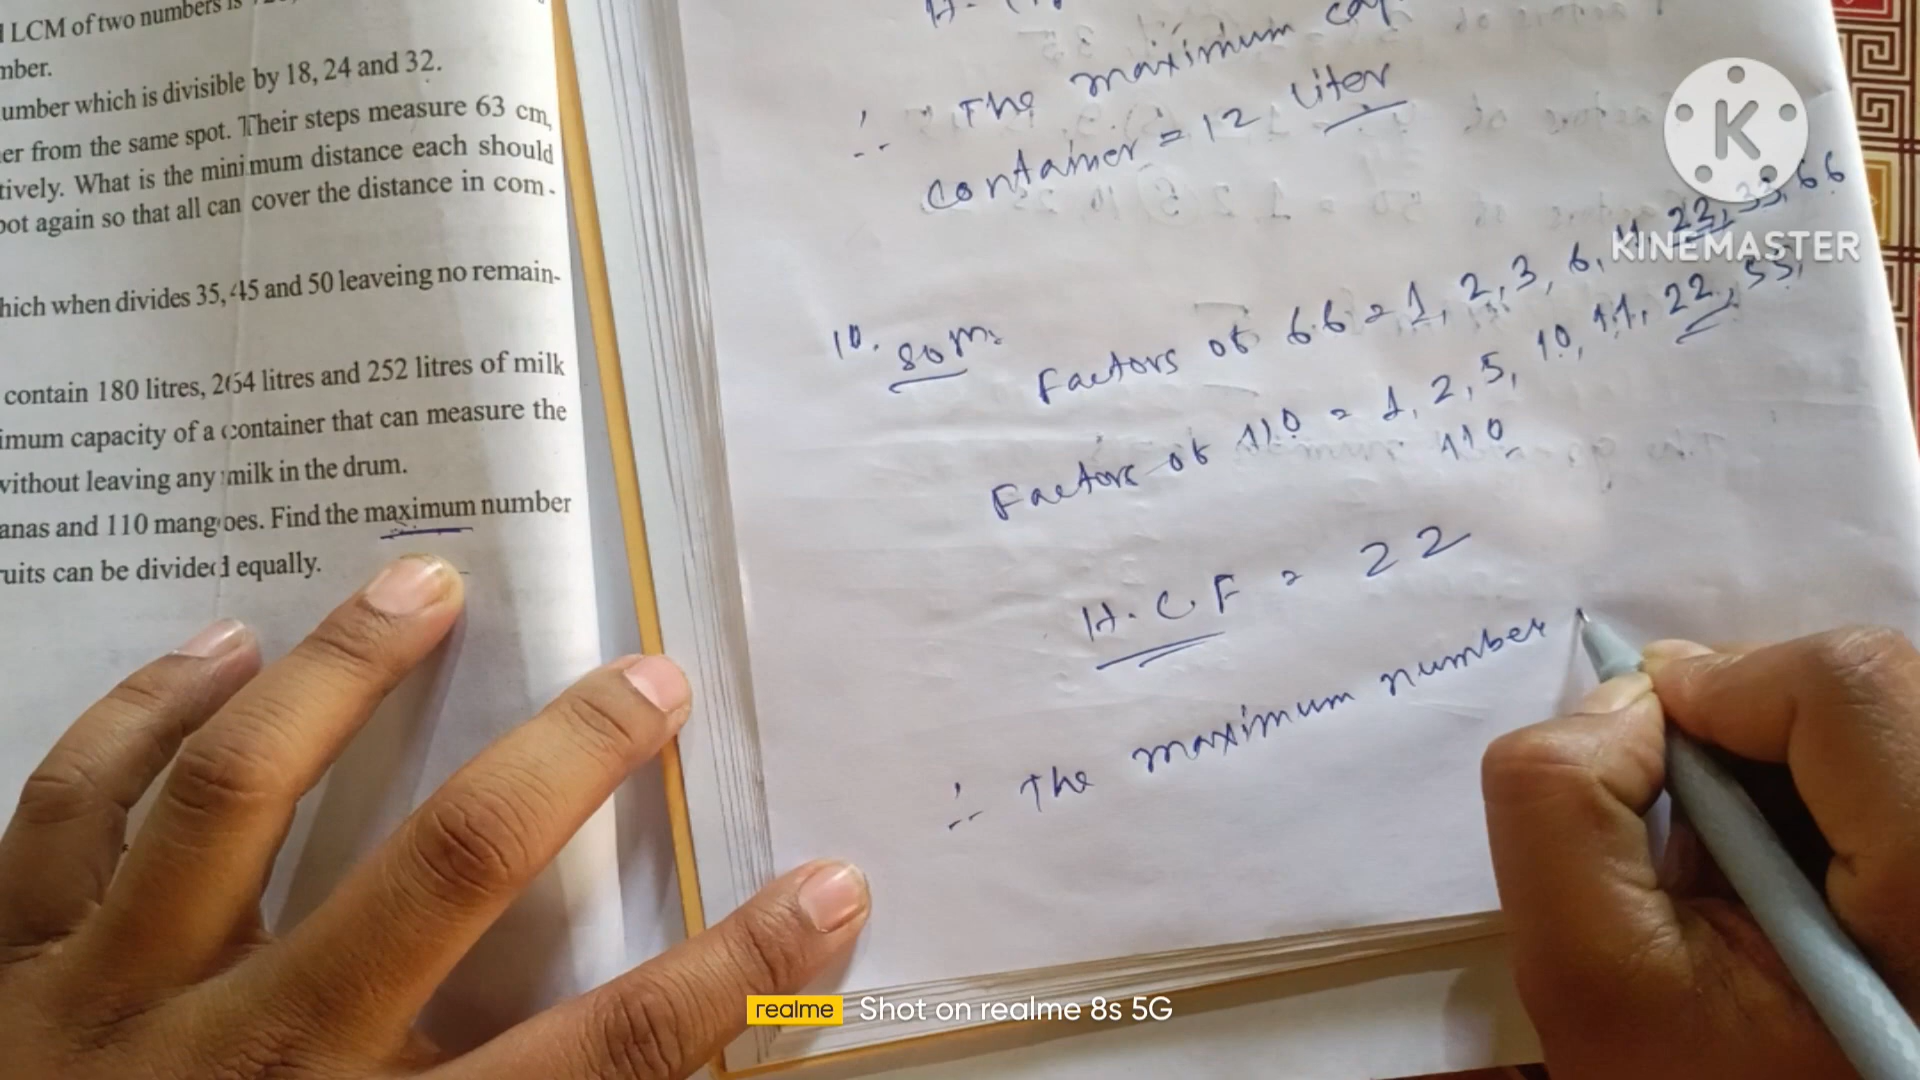 LCM of two numbers is
mber.
umber which is divisible by 18, 24 and 32.
er from the same spot. Their steps measure 63 cm,
tively. What is the minimum distance each should
pot again so that all can cover the distance in com-
hich when divides 35, 45 and 50 leaveing no remain-
contain 180 litres, 264 litres and 252 litres of milk
imum capacity of a container that can measure the
without leaving any milk in the drum.
anas and 110 mangoes. Find the maximum number
ruits can be divided equally.
∴ The maximum cap
container = 12 liter
10. Som:
Factors of 66 = 1, 2, 3, 6, 11, 22, 33, 66
Factors of 110 = 1, 2, 5, 10, 11, 22, 55,
110
H.C.F = 22
∴ The maximum number
K
KINEMASTER
realme Shot on realme 8s 5G